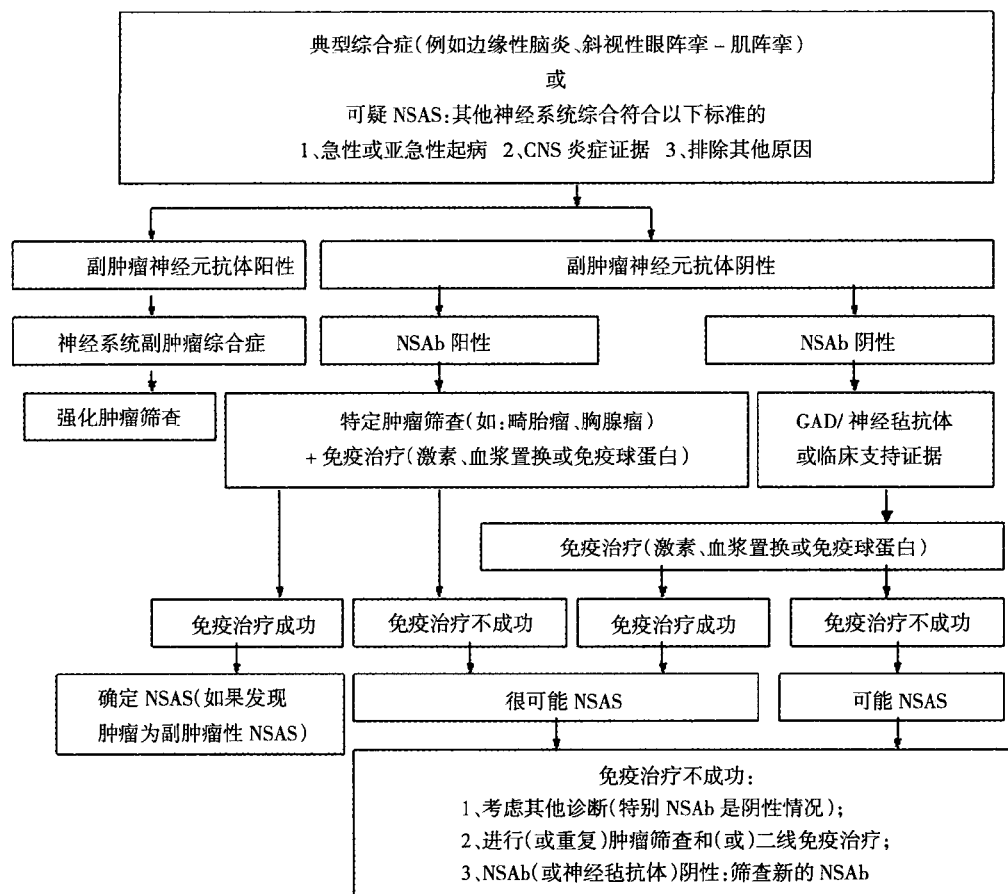 典型综合症(例如边缘性脑炎、斜视性眼阵挛－肌阵挛)
或
可疑 NSAS:其他神经系统综合符合以下标准的
1、急性或亚急性起病 2、CNS 炎症证据 3、排除其他原因
副肿瘤神经元抗体阳性
副肿瘤神经元抗体阴性
神经系统副肿瘤综合症
NSAb 阳性
NSAb 阴性
强化肿瘤筛查
特定肿瘤筛查(如:畸胎瘤、胸腺瘤)
+ 免疫治疗(激素、血浆置换或免疫球蛋白)
GAD/ 神经毡抗体
或临床支持证据
免疫治疗(激素、血浆置换或免疫球蛋白)
免疫治疗成功
免疫治疗不成功
免疫治疗成功
免疫治疗不成功
确定 NSAS(如果发现
肿瘤为副肿瘤性 NSAS)
很可能 NSAS
可能 NSAS
免疫治疗不成功:
1、考虑其他诊断(特别 NSAb 是阴性情况);
2、进行(或重复)肿瘤筛查和(或)二线免疫治疗;
3、NSAb(或神经毡抗体)阴性:筛查新的 NSAb